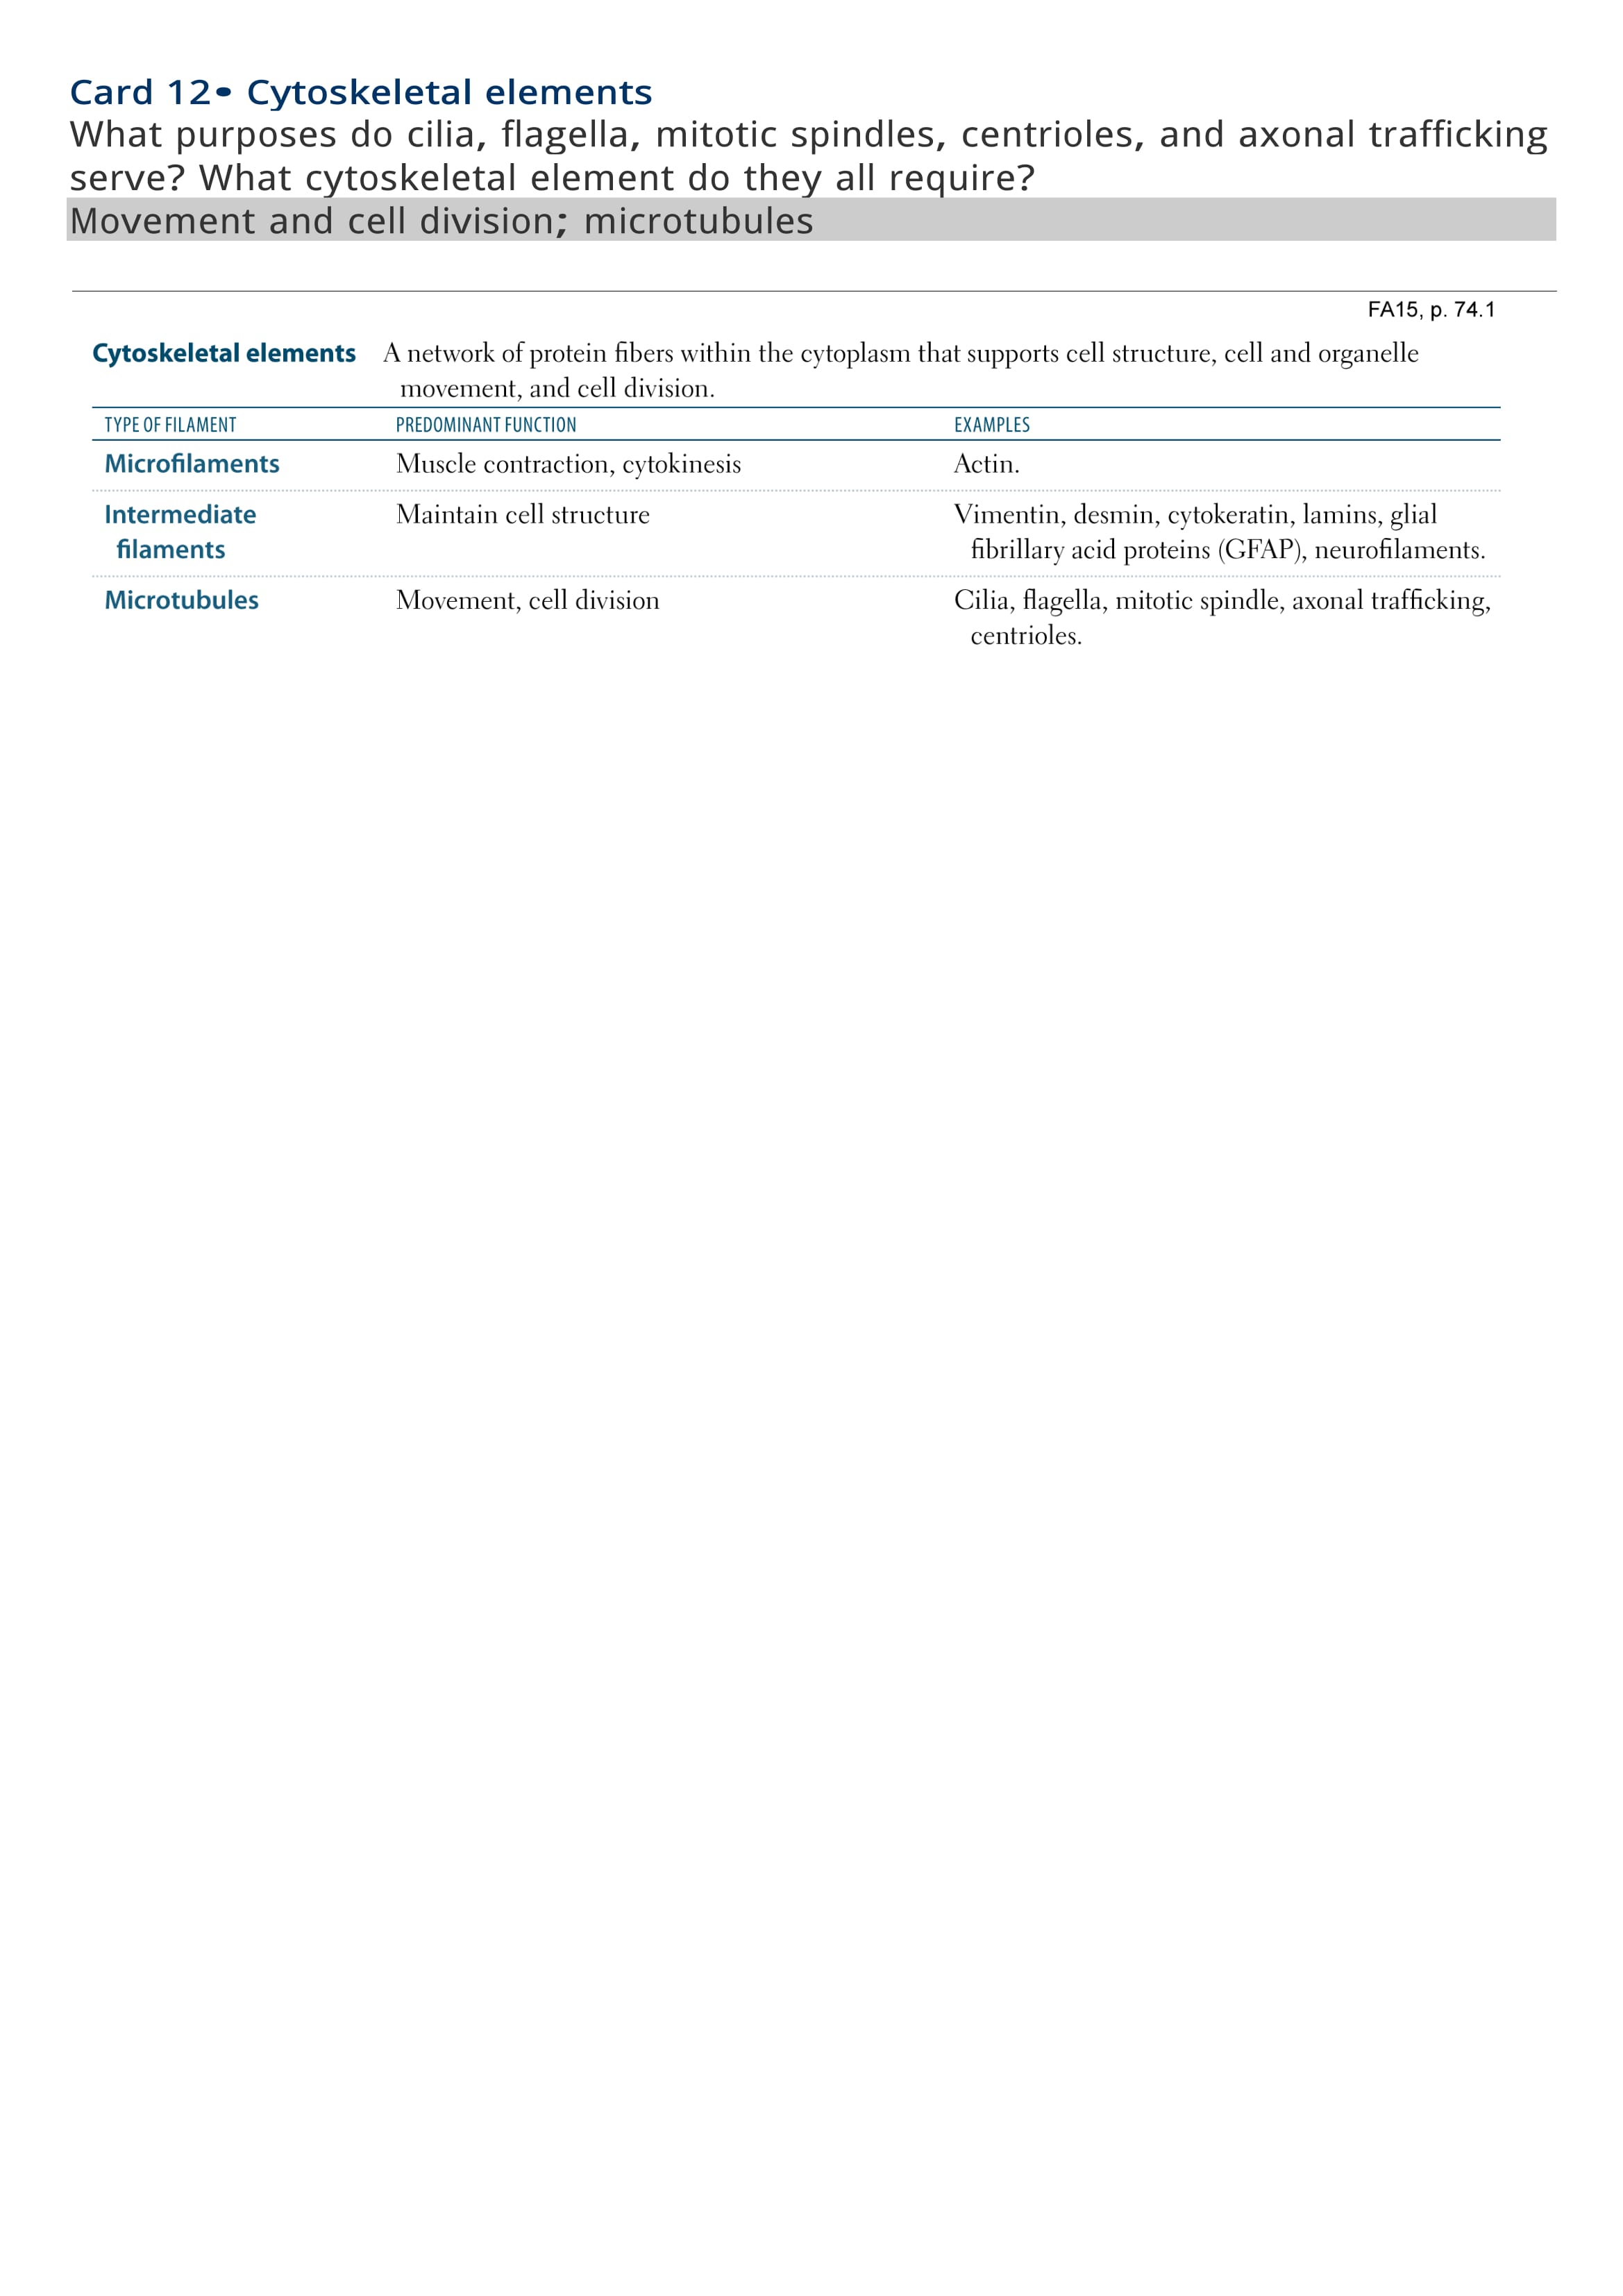 Card 12• Cytoskeletal elements
What purposes do cilia, flagella, mitotic spindles, centrioles, and axonal trafficking
serve? What cytoskeletal element do they all require?
Movement and cell division; microtubules
FA15, p. 74.1
Cytoskeletal elements A network of protein fibers within the cytoplasm that supports cell structure, cell and organelle
movement, and cell division.
TYPE OF FILAMENT PREDOMINANT FUNCTION EXAMPLES
Microfilaments Muscle contraction, cytokinesis Actin.
Intermediate Maintain cell structure Vimentin, desmin, cytokeratin, lamins, glial
filaments fibrillary acid proteins (GFAP), neurofilaments.
Microtubules Movement, cell division Cilia, flagella, mitotic spindle, axonal trafficking,
centrioles.